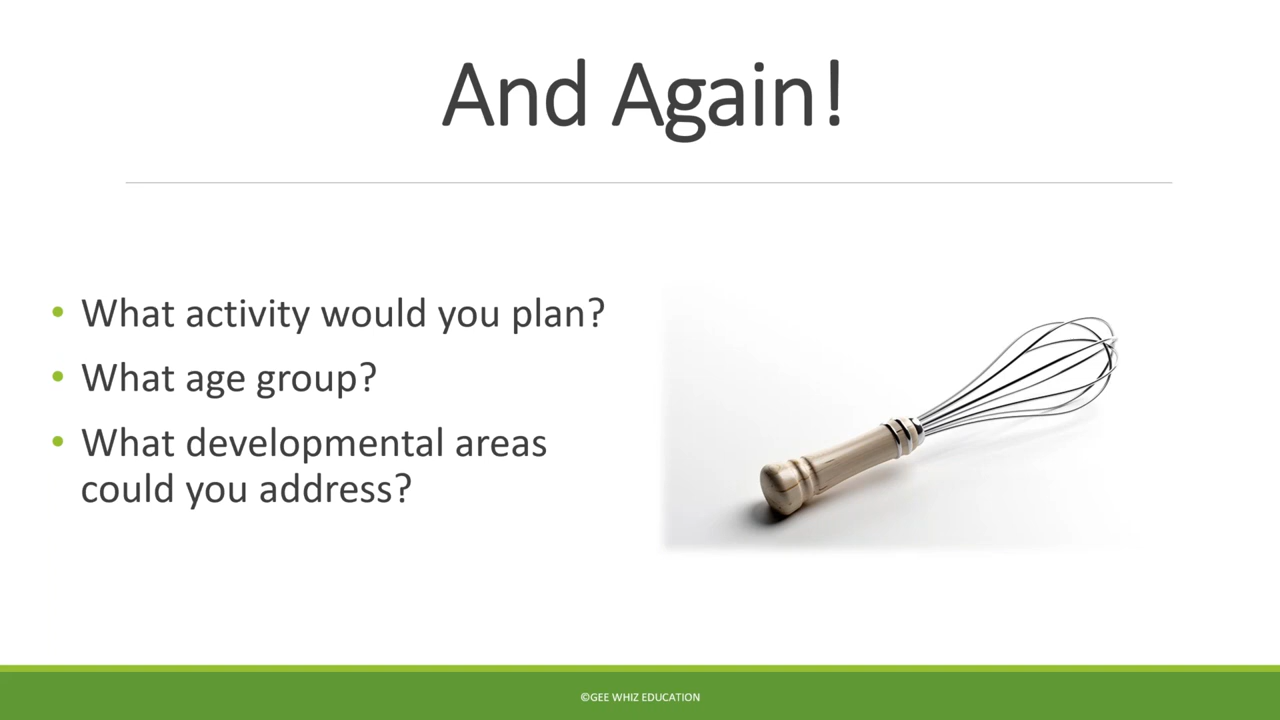 And Again!
• What activity would you plan?
• What age group?
• What developmental areas
could you address?
©GEE WHIZ EDUCATION